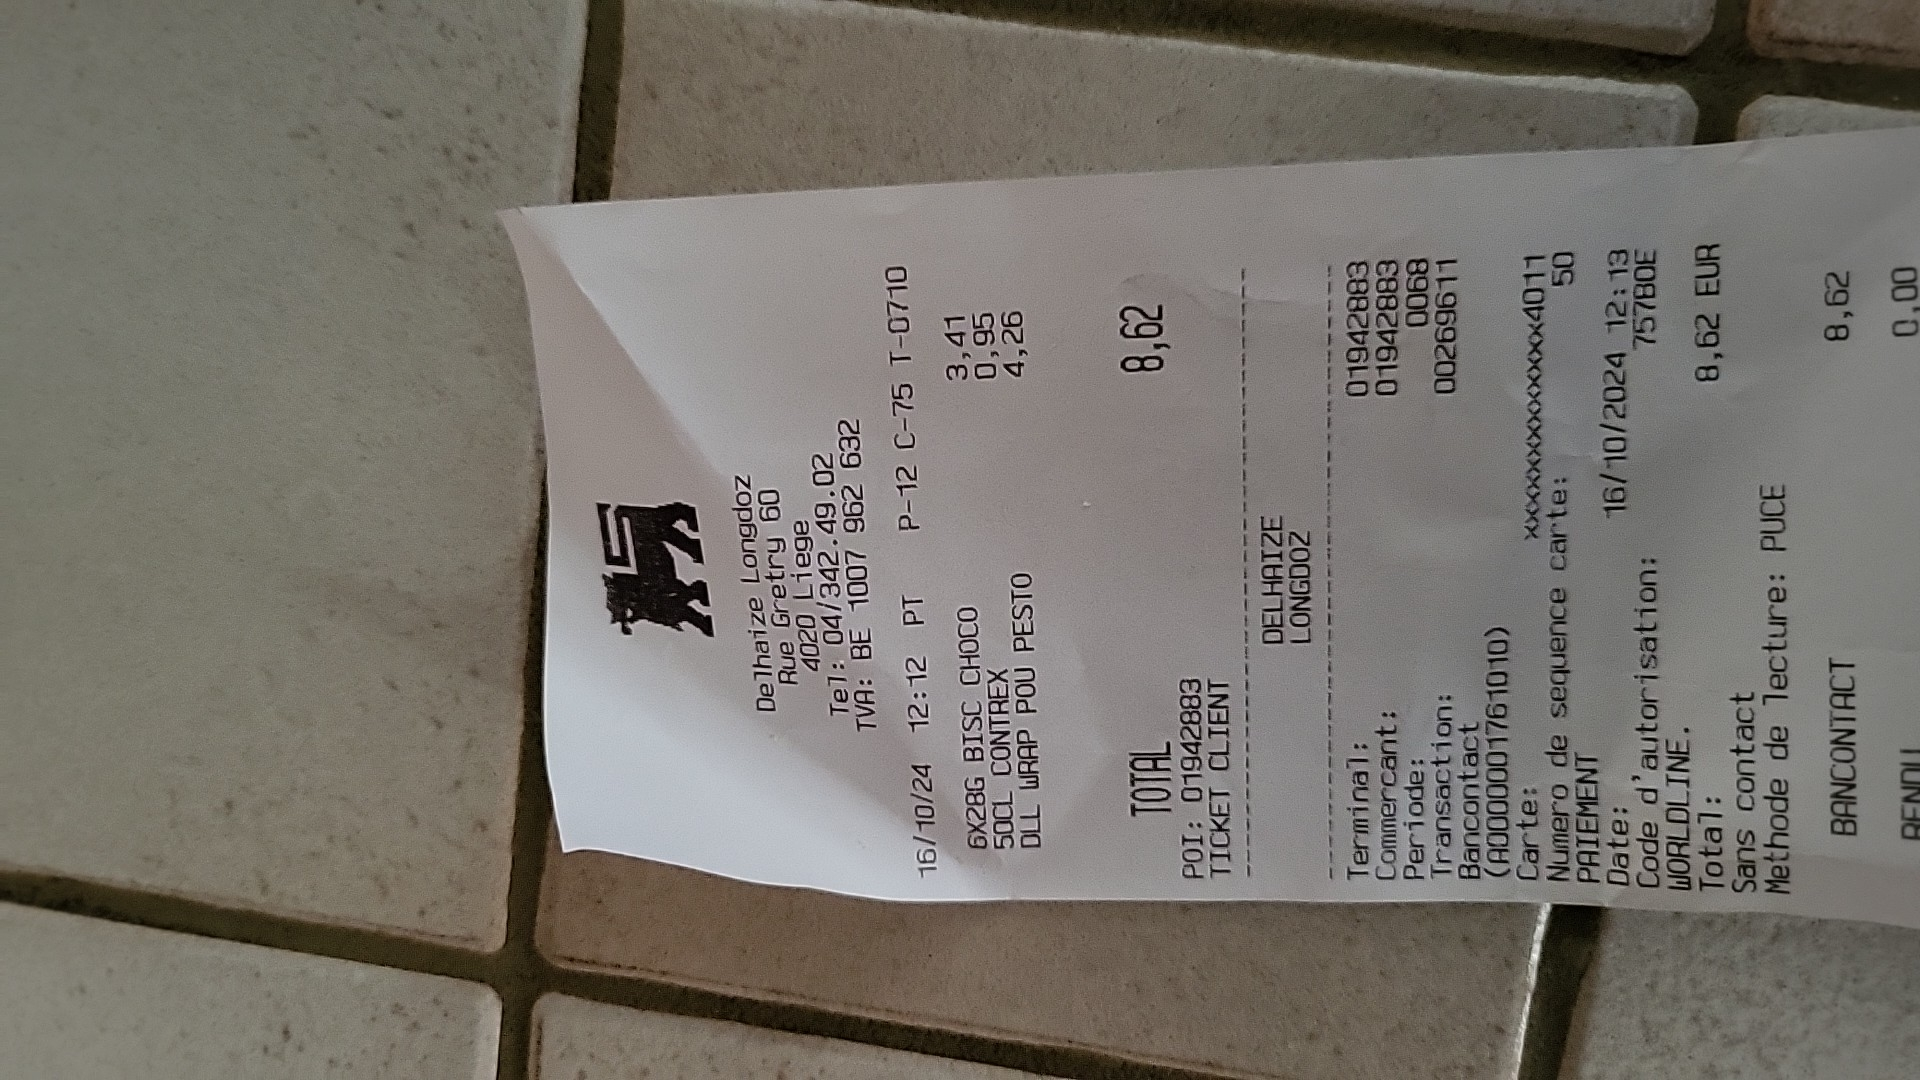 Delhaize Longdoz
Rue Gretry 60
4020 Liege
Tel: 04/342.49.02
TVA: BE 1007 962 632
16/10/24 12:12 PT P-12 C-75 T-0710
6X28G BISC CHOCO 3,41
50CL CONTREX 0,95
DLL WRAP POU PESTO 4,26
TOTAL 8,62
POI: 01942883
TICKET CLIENT
DELHAIZE
LONGDOZ
Terminal: 01942883
Commercant: 01942883
Periode: 0068
Transaction: 00269611
Bancontact
(A0000001761010)
Carte: xxxxxxxxxxxxx4011
Numero de sequence carte: 50
PAIEMENT
Date: 16/10/2024 12:13
Code d'autorisation: 757B0E
WORLDLINE.
Total: 8,62 EUR
Sans contact
Methode de lecture: PUCE
BANCONTACT 8,62
RENDU 0,00